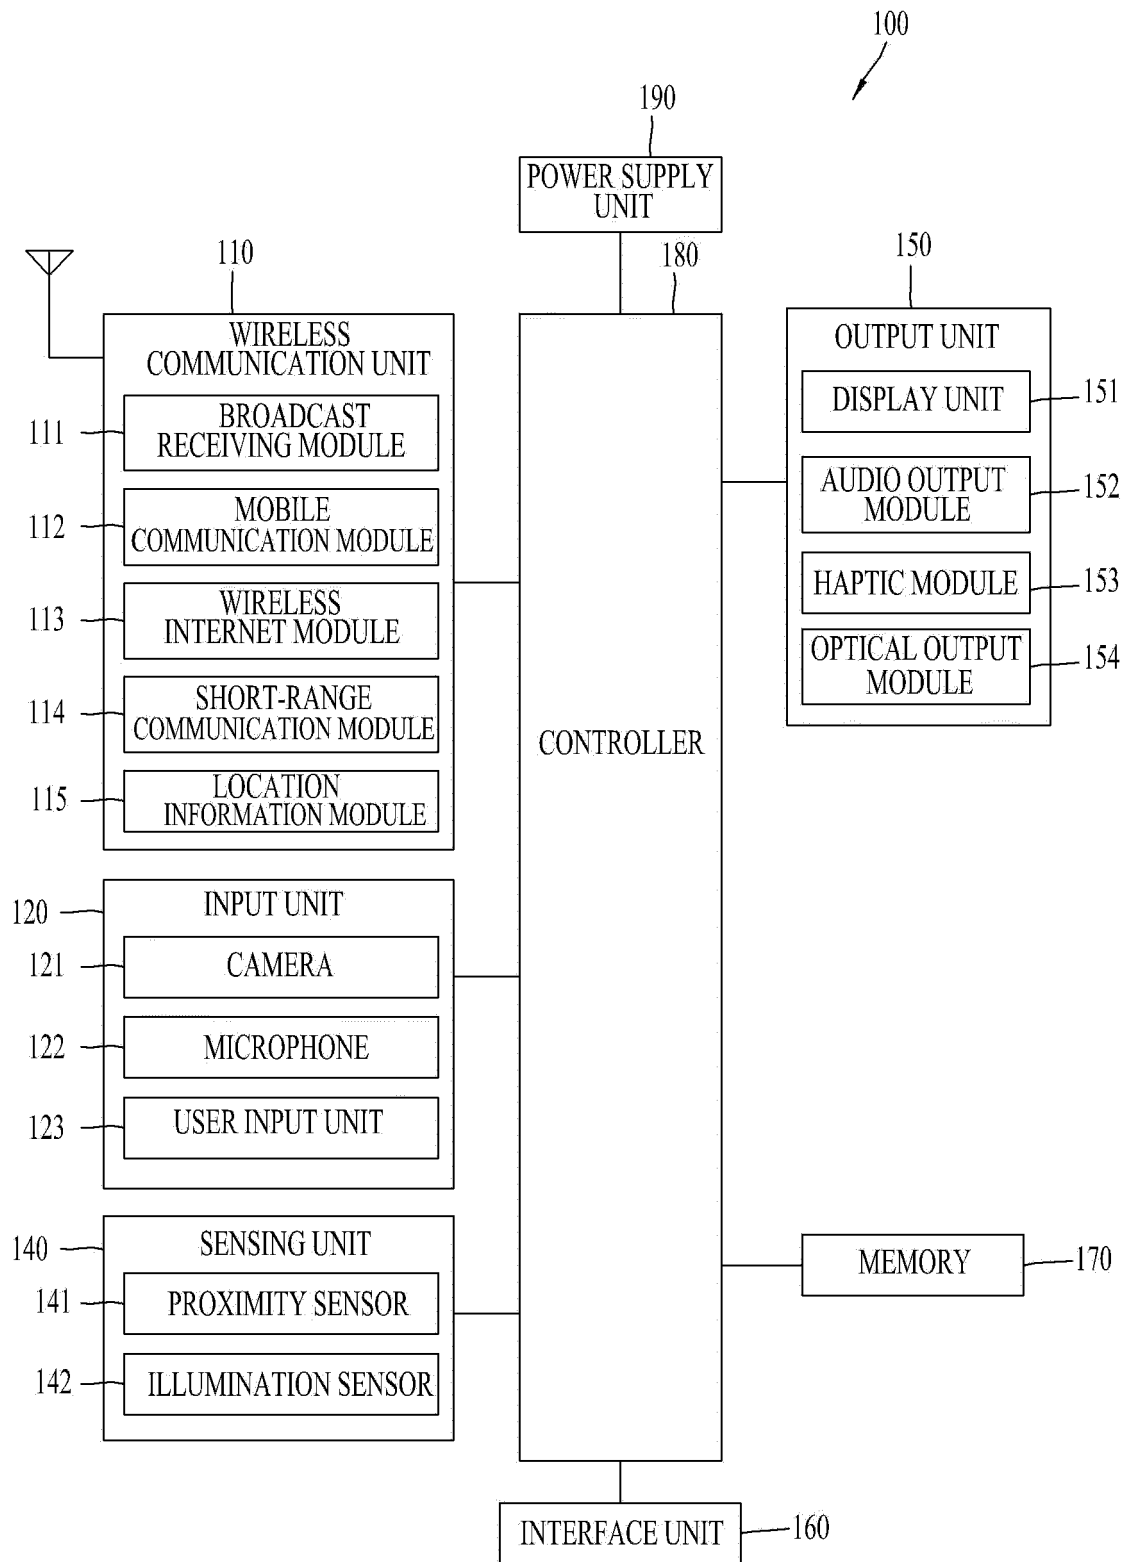 100
190
POWER SUPPLY
UNIT
110
180
150
WIRELESS
COMMUNICATION UNIT
OUTPUT UNIT
111
BROADCAST
RECEIVING MODULE
DISPLAY UNIT
151
112
MOBILE
COMMUNICATION MODULE
AUDIO OUTPUT
MODULE
152
113
WIRELESS
INTERNET MODULE
HAPTIC MODULE
153
114
SHORT-RANGE
COMMUNICATION MODULE
OPTICAL OUTPUT
MODULE
154
CONTROLLER
115
LOCATION
INFORMATION MODULE
120
INPUT UNIT
121
CAMERA
122
MICROPHONE
123
USER INPUT UNIT
140
SENSING UNIT
141
PROXIMITY SENSOR
142
ILLUMINATION SENSOR
MEMORY
170
INTERFACE UNIT
160